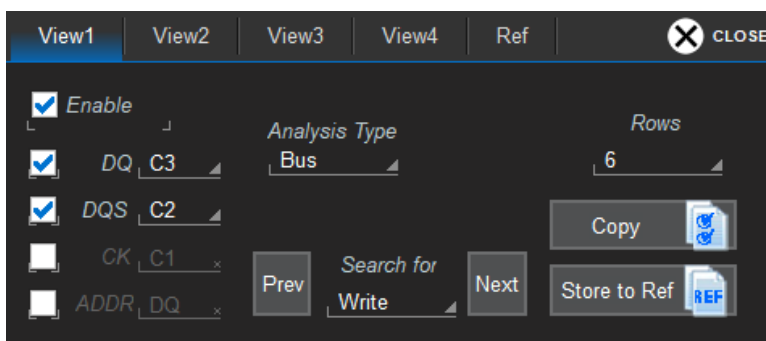 View1 View2 View3 View4 Ref CLOSE
Enable
Analysis Type Rows
DQ C3 Bus 6
DQS C2 Copy
CK C1 Prev Search for Next
Write Store to Ref REF
ADDR DQ